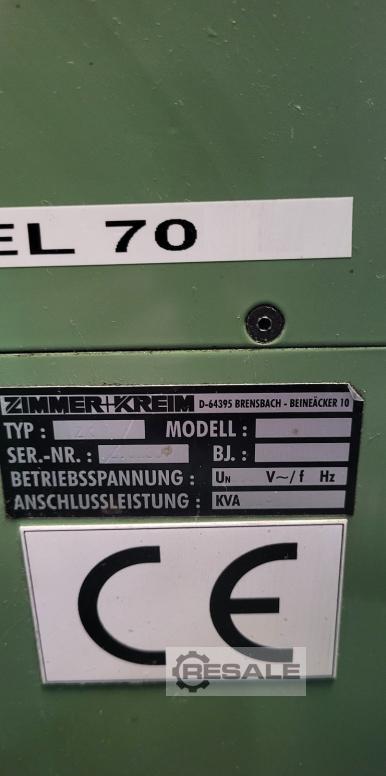 EL 70
ZIMMER+KREIM D-64395 BRENSBACH - BEINEÄCKER 10
TYP : MODELL :
SER.-NR. : BJ. :
BETRIEBSSPANNUNG : UN V~/f Hz
ANSCHLUSSLEISTUNG : KVA
CE
RESALE